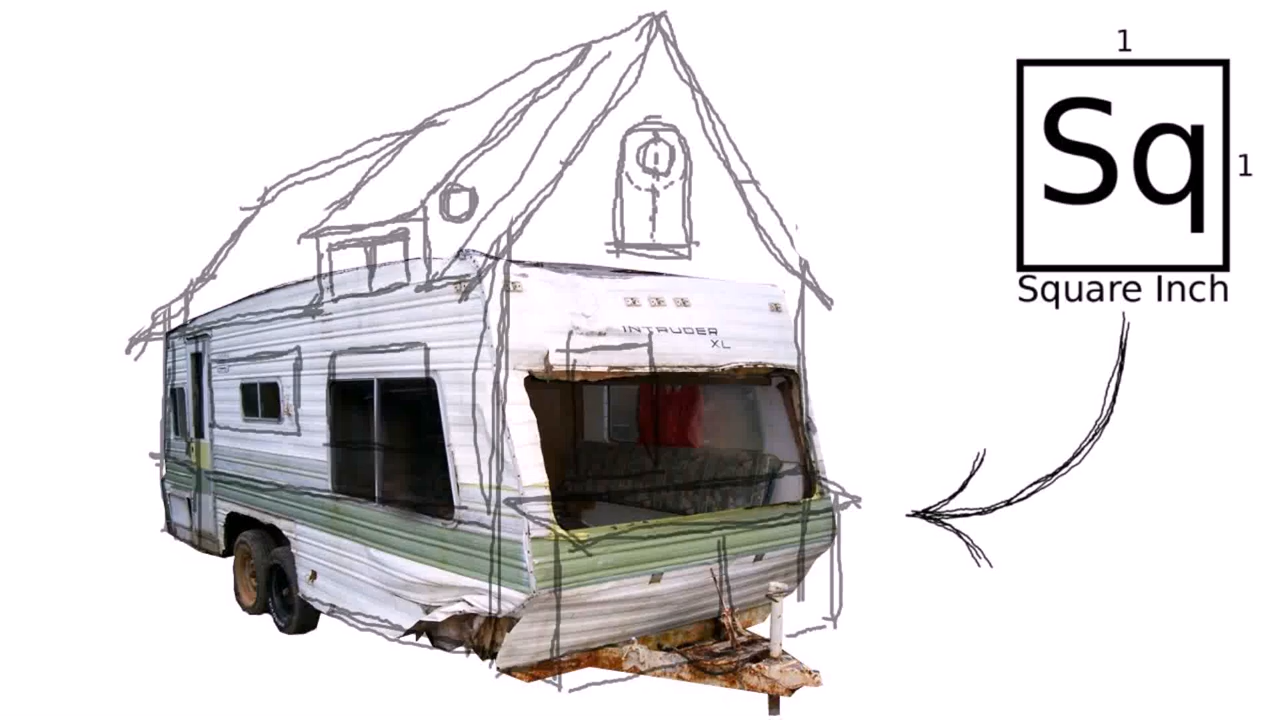 1
Sq
1
Square Inch
INTRUDER
XL